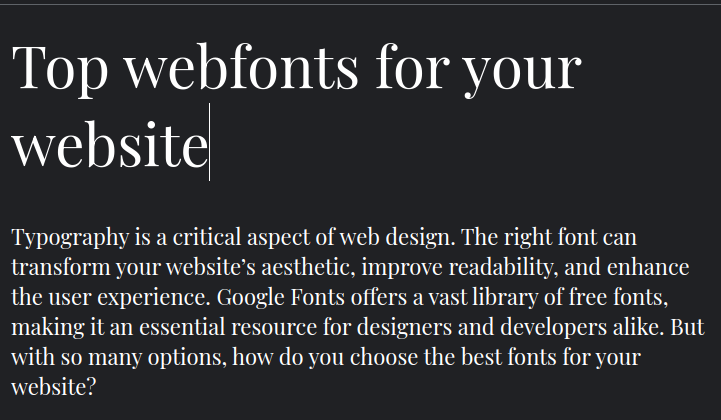 Top webfonts for your
website
Typography is a critical aspect of web design. The right font can
transform your website’s aesthetic, improve readability, and enhance
the user experience. Google Fonts offers a vast library of free fonts,
making it an essential resource for designers and developers alike. But
with so many options, how do you choose the best fonts for your
website?